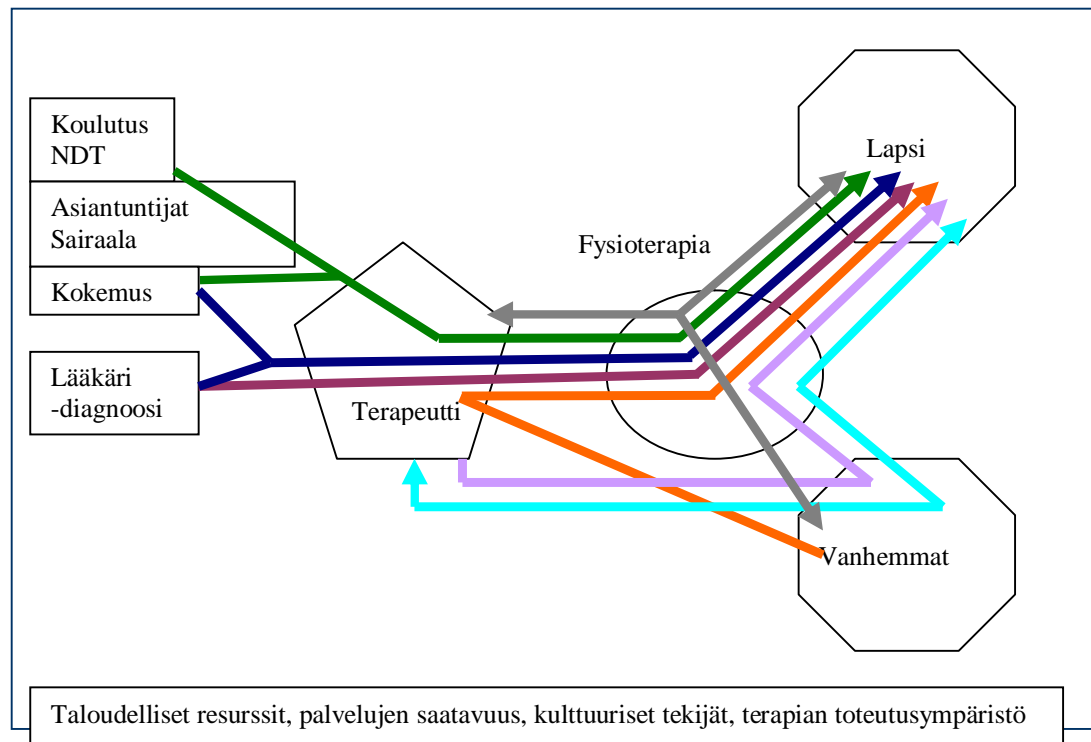 Koulutus
NDT
Asiantuntijat
Sairaala
Kokemus
Lääkäri
-diagnoosi
Terapeutti
Fysioterapia
Lapsi
Vanhemmat
Taloudelliset resurssit, palvelujen saatavuus, kulttuuriset tekijät, terapian toteutusympäristö